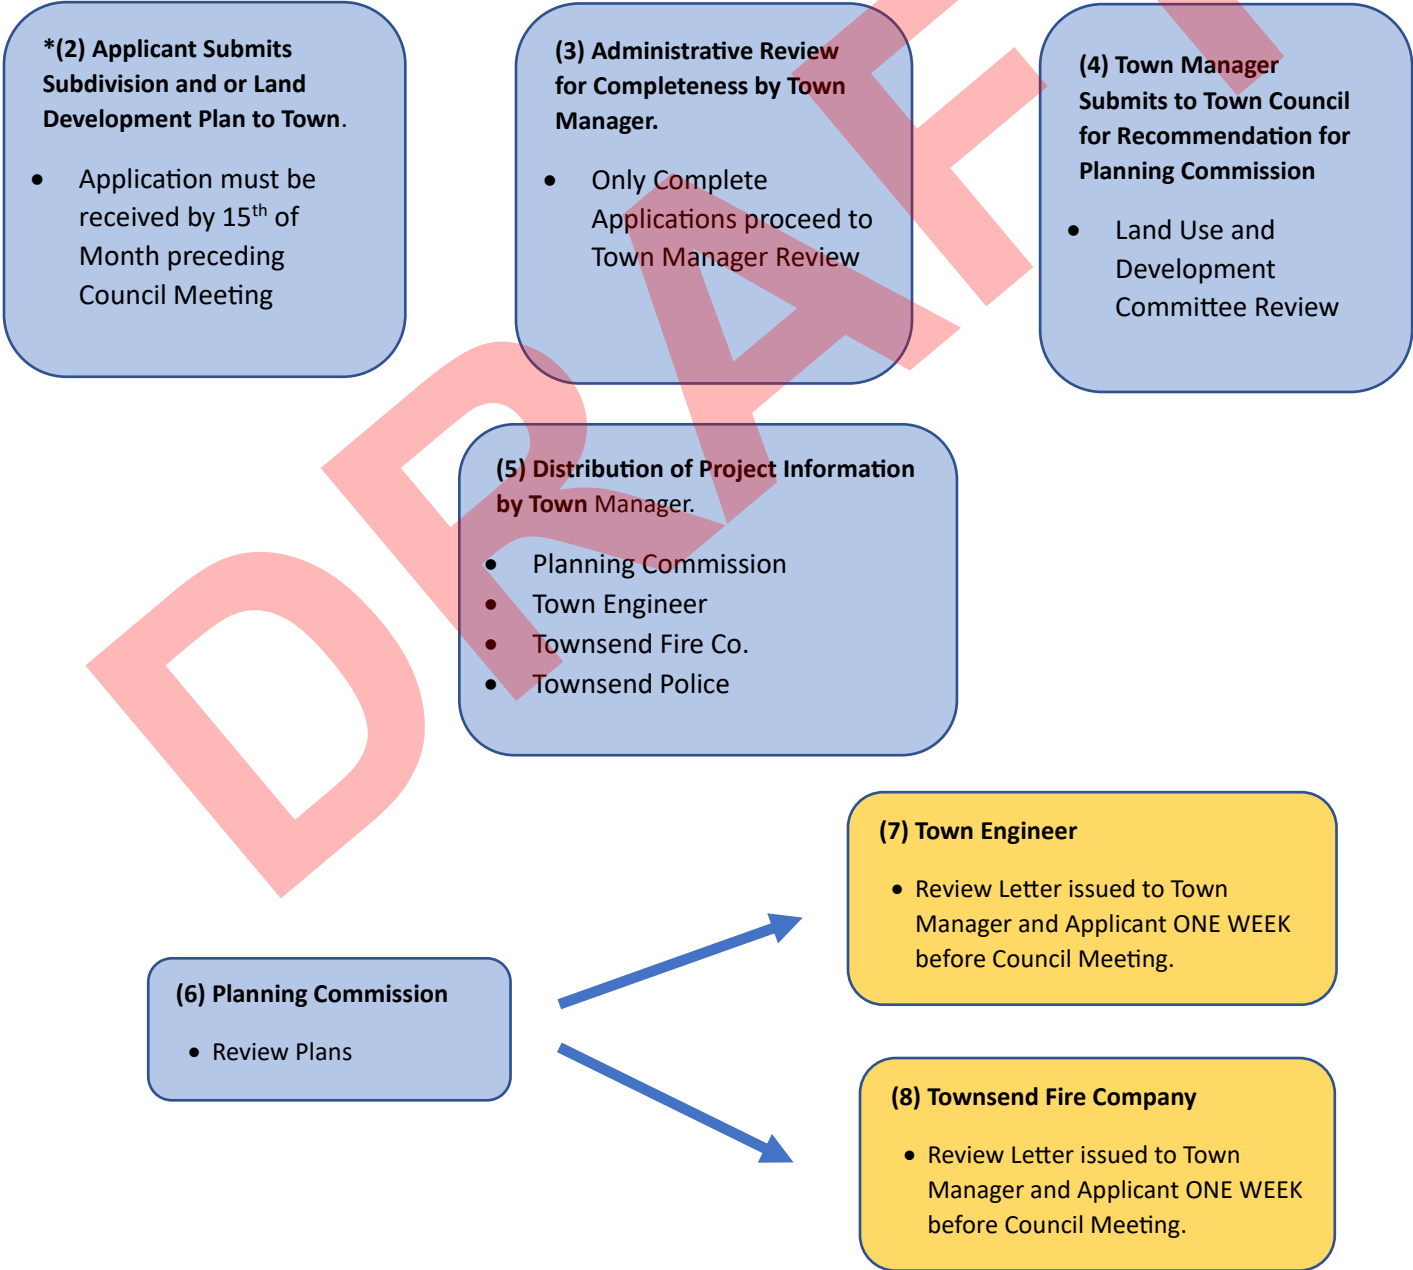 *(2) Applicant Submits
Subdivision and or Land
Development Plan to Town.
• Application must be
received by 15th of
Month preceding
Council Meeting
(3) Administrative Review
for Completeness by Town
Manager.
• Only Complete
Applications proceed to
Town Manager Review
(4) Town Manager
Submits to Town Council
for Recommendation for
Planning Commission
• Land Use and
Development
Committee Review
(5) Distribution of Project Information
by Town Manager.
• Planning Commission
• Town Engineer
• Townsend Fire Co.
• Townsend Police
(6) Planning Commission
• Review Plans
(7) Town Engineer
• Review Letter issued to Town
Manager and Applicant ONE WEEK
before Council Meeting.
(8) Townsend Fire Company
• Review Letter issued to Town
Manager and Applicant ONE WEEK
before Council Meeting.
DRAFT